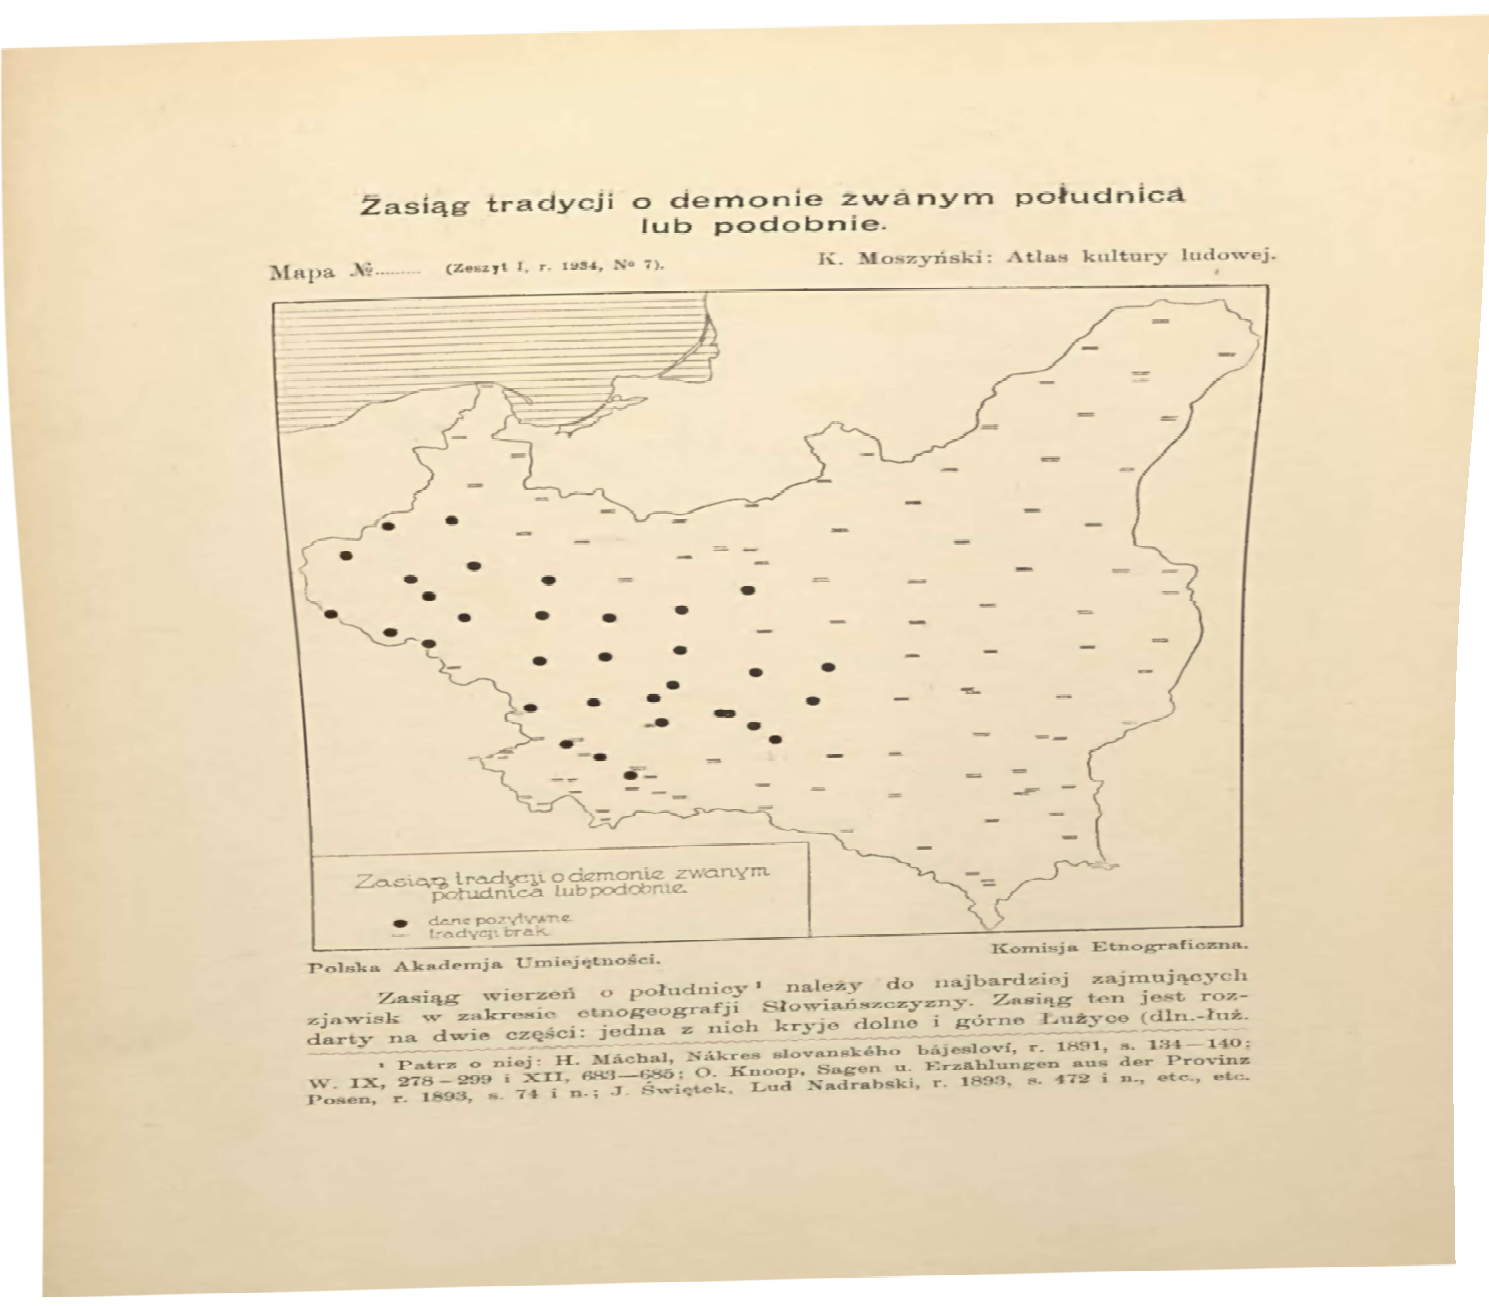 Zasiąg tradycji o demonie zwanym południca
lub podobnie.
Mapa №......... (Zeszyt I, r. 1934, Nº 7).
K. Moszyński: Atlas kultury ludowej.
Zasiąg tradycji o demonie zwanym
południca lub podobnie.
dane pozytywne
tradycji brak
Polska Akademja Umiejętności.
Komisja Etnograficzna.
Zasiąg wierzeń o południcy¹ należy do najbardziej zajmujących
zjawisk w zakresie etnogeografji Słowiańszczyzny. Zasiąg ten jest roz-
darty na dwie części: jedna z nich kryje dolne i górne Łużyce (dln.-łuż.
¹ Patrz o niej: H. Máchal, Nákres slovanského bájesloví, r. 1891, s. 134—140;
W. IX, 278—299 i XII, 683—685; O. Knoop, Sagen u. Erzählungen aus der Provinz
Posen, r. 1893, s. 74 i n.; J. Świętek, Lud Nadrabski, r. 1893, s. 472 i n., etc., etc.